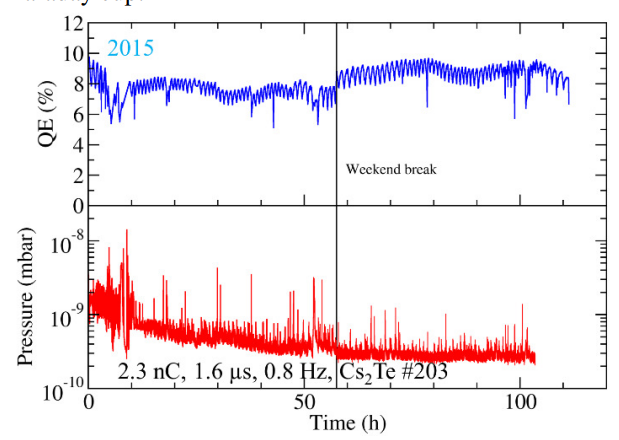 12
2015
10
8
6
4
2
0
QE (%)
Weekend break
10-8
10-9
10-10
Pressure (mbar)
2.3 nC, 1.6 µs, 0.8 Hz, Cs2Te #203
0 50 100
Time (h)